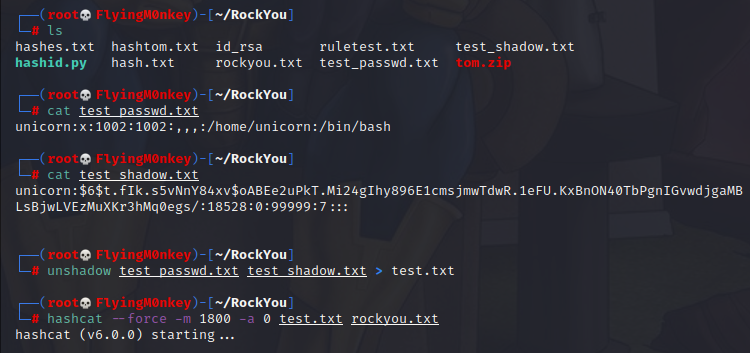 ┌──(root💀FlyingM0nkey)-[~/RockYou]
└─# ls
hashes.txt hashtom.txt id_rsa ruletest.txt test_shadow.txt
hashid.py hash.txt rockyou.txt test_passwd.txt tom.zip
┌──(root💀FlyingM0nkey)-[~/RockYou]
└─# cat test_passwd.txt
unicorn:x:1002:1002:,,,:/home/unicorn:/bin/bash
┌──(root💀FlyingM0nkey)-[~/RockYou]
└─# cat test_shadow.txt
unicorn:$6$t.fIk.s5vNnY84xv$oABEe2uPkT.Mi24gIhy896E1cmsjmwTdwR.1eFU.KxBnON40TbPgnIGvwdjgaMB
LsBjwLVEzMuXKr3hMq0egs/:18528:0:99999:7:::
┌──(root💀FlyingM0nkey)-[~/RockYou]
└─# unshadow test_passwd.txt test_shadow.txt > test.txt
┌──(root💀FlyingM0nkey)-[~/RockYou]
└─# hashcat --force -m 1800 -a 0 test.txt rockyou.txt
hashcat (v6.0.0) starting...